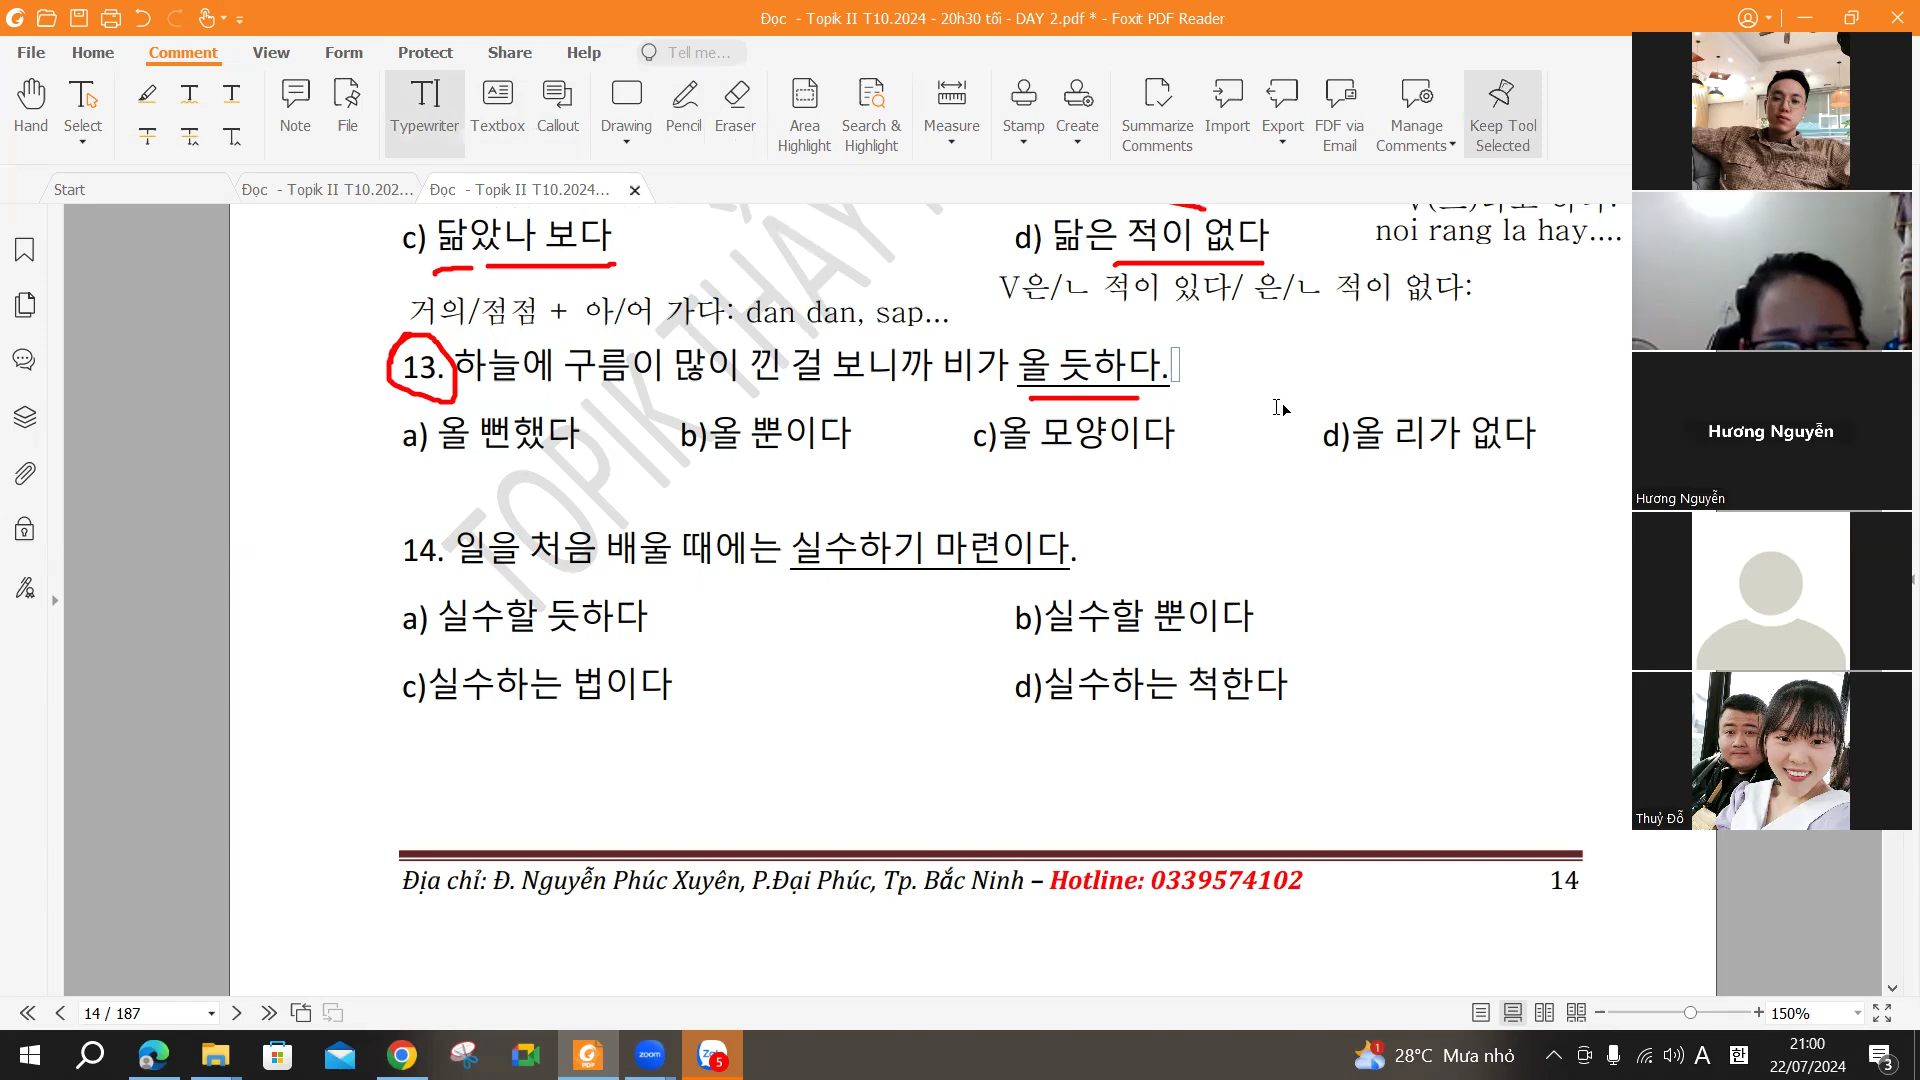 Đọc - Topik II T10.2024 - 20h30 tối - DAY 2.pdf * - Foxit PDF Reader
File Home Comment View Form Protect Share Help Tell me...
Hand Select Note File Typewriter Textbox Callout Drawing Pencil Eraser Area Highlight Search & Highlight Measure Stamp Create Summarize Comments Import Export FDF via Email Manage Comments Keep Tool Selected
Start Đọc - Topik II T10.202... Đọc - Topik II T10.2024...
c) 닮았나 보다 d) 닮은 적이 없다 noi rang la hay....
V은/ㄴ 적이 있다/ 은/ㄴ 적이 없다:
거의/점점 + 아/어 가다: dan dan, sap...
13. 하늘에 구름이 많이 낀 걸 보니까 비가 올 듯하다.
a) 올 뻔했다 b)올 뿐이다 c)올 모양이다 d)올 리가 없다
14. 일을 처음 배울 때에는 실수하기 마련이다.
a) 실수할 듯하다 b)실수할 뿐이다
c)실수하는 법이다 d)실수하는 척한다
TOPIK THẦY
Địa chỉ: Đ. Nguyễn Phúc Xuyên, P.Đại Phúc, Tp. Bắc Ninh – Hotline: 0339574102 14
Hương Nguyễn
Hương Nguyễn
Thuỷ Đỗ
14 / 187 150%
zoom 5 1 28°C Mưa nhỏ A 한 21:00
22/07/2024 3